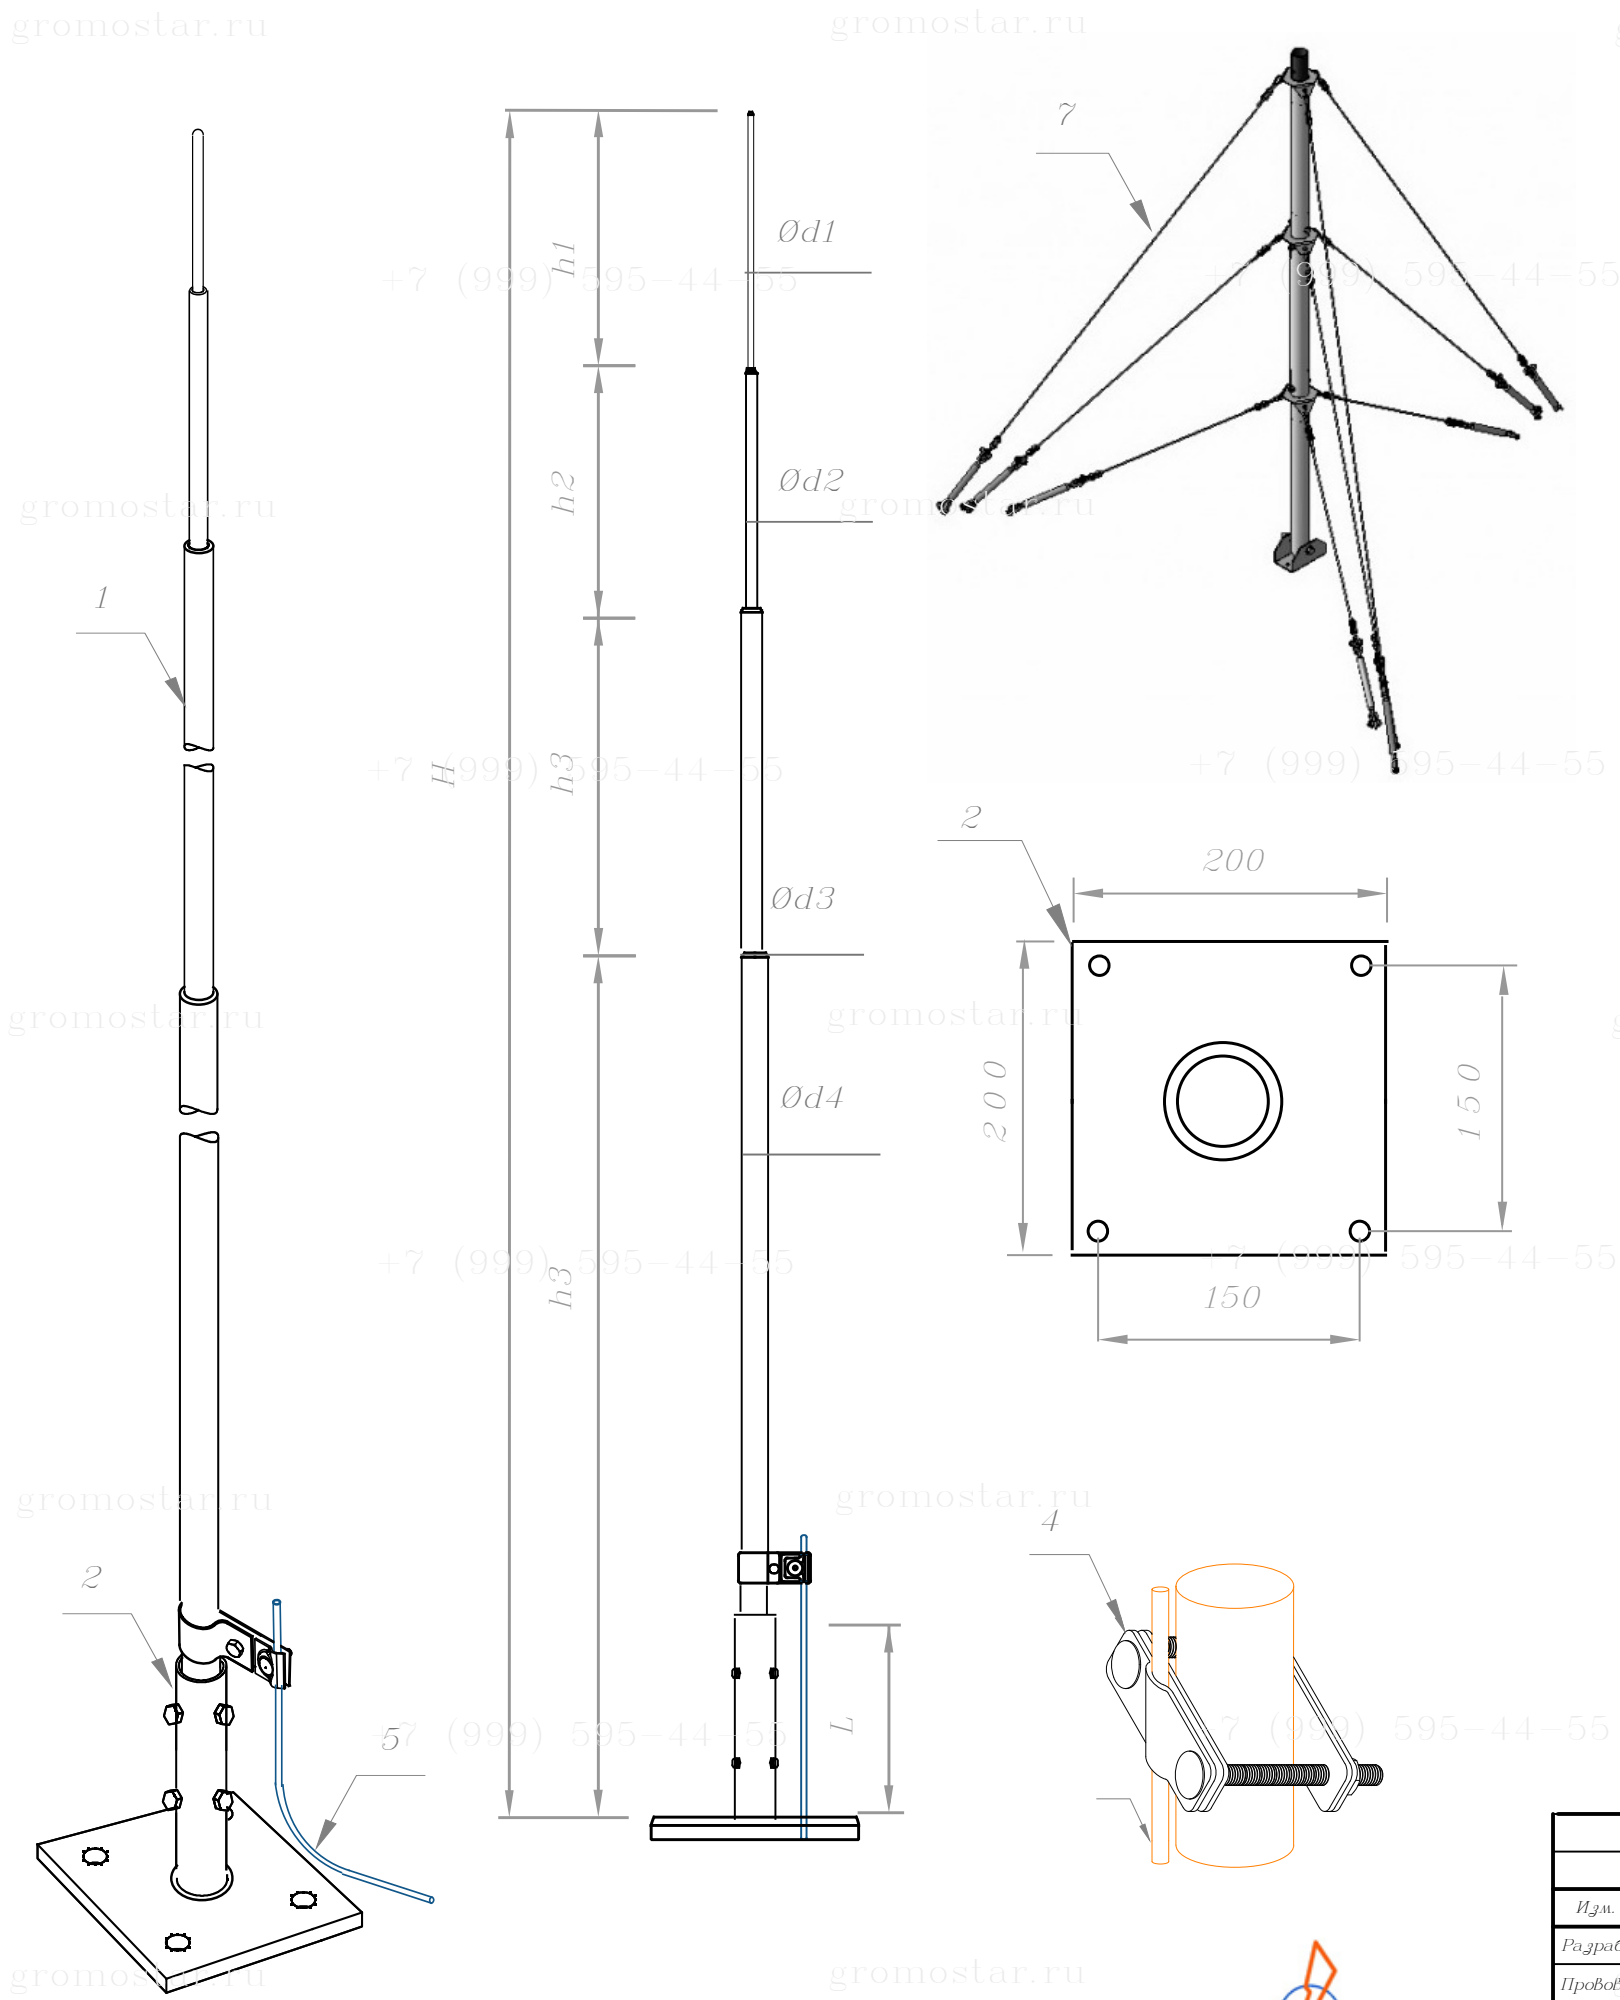 gromostar.ru
gromostar.ru
7
Ød1
h1
+7 (999) 595-44-55
+7 (999) 595-44-55
h2
Ød2
gromostar.ru
gromostar.ru
1
H
h3
+7 (999) 595-44-55
+7 (999) 595-44-55
2
200
Ød3
gromostar.ru
gromostar.ru
200
150
Ød4
+7 (999) 595-44-55
+7 (999) 595-44-55
h3
150
gromostar.ru
gromostar.ru
4
2
5
+7 (999) 595-44-55
L
+7 (999) 595-44-55
Изм.
Разраб
Провов
gromostar.ru
gromostar.ru